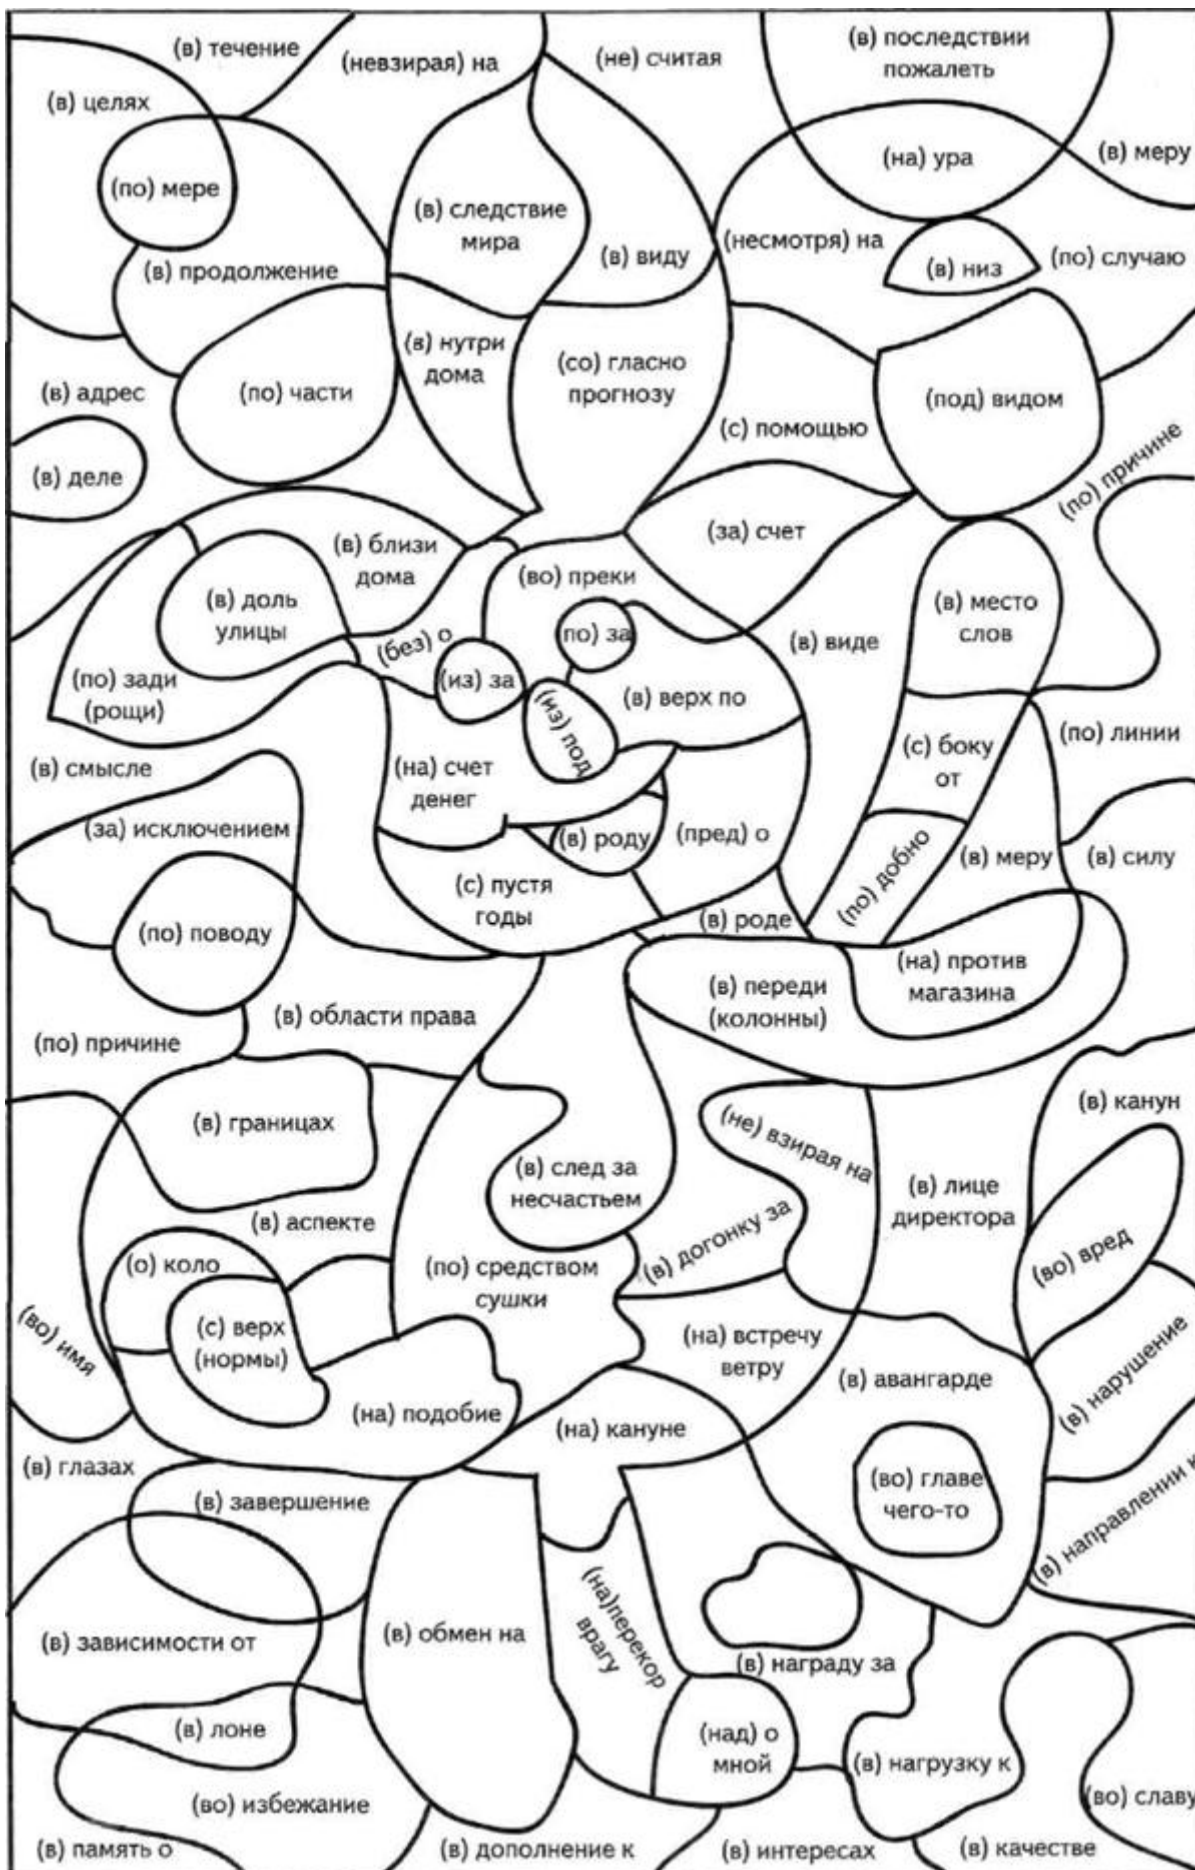 (в) течение
(невзирая) на
(не) считая
(в) последствии
пожалеть
(в) целях
(на) ура
(в) меру
(по) мере
(в) следствие
мира
(в) виду
(несмотря) на
(в) низ
(по) случаю
(в) продолжение
(в) нутри
дома
(со) гласно
прогнозу
(в) адрес
(по) части
(под) видом
(с) помощью
(в) деле
(по) причине
(в) близи
дома
(за) счет
(во) преки
(в) доль
улицы
(в) место
слов
(без) о
(по) за
(в) виде
(по) зади
(рощи)
(из) за
(из) под
(в) верх по
(с) боку
от
(по) линии
(в) смысле
(на) счет
денег
(за) исключением
(в) роду
(пред) о
(по) добно
(в) меру
(в) силу
(с) пустя
годы
(в) роде
(по) поводу
(на) против
магазина
(в) переди
(колонны)
(в) области права
(по) причине
(в) границах
(не) взирая на
(в) канун
(в) след за
несчастьем
(в) лице
директора
(в) аспекте
(в) догонку за
(во) вред
(о) коло
(по) средством
сушки
(во) имя
(с) верх
(нормы)
(на) встречу
ветру
(в) авангарде
(в) нарушение
(на) подобие
(на) кануне
(в) глазах
(в) завершение
(во) главе
чего-то
(в) направлении к
(на)перекор
врагу
(в) зависимости от
(в) обмен на
(в) награду за
(в) лоне
(над) о
мной
(в) нагрузку к
(во) избежание
(во) славу
(в) память о
(в) дополнение к
(в) интересах
(в) качестве